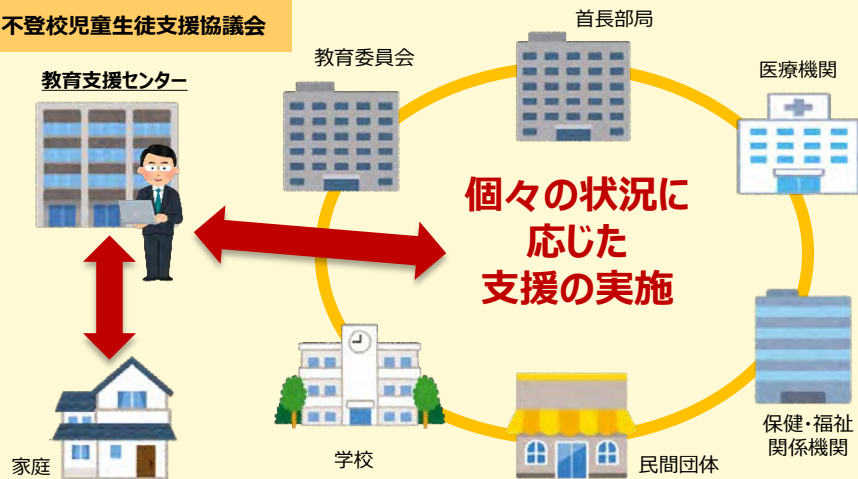 不登校児童生徒支援協議会
首長部局
教育委員会
医療機関
教育支援センター
個々の状況に
応じた
支援の実施
保健・福祉
関係機関
家庭
学校
民間団体